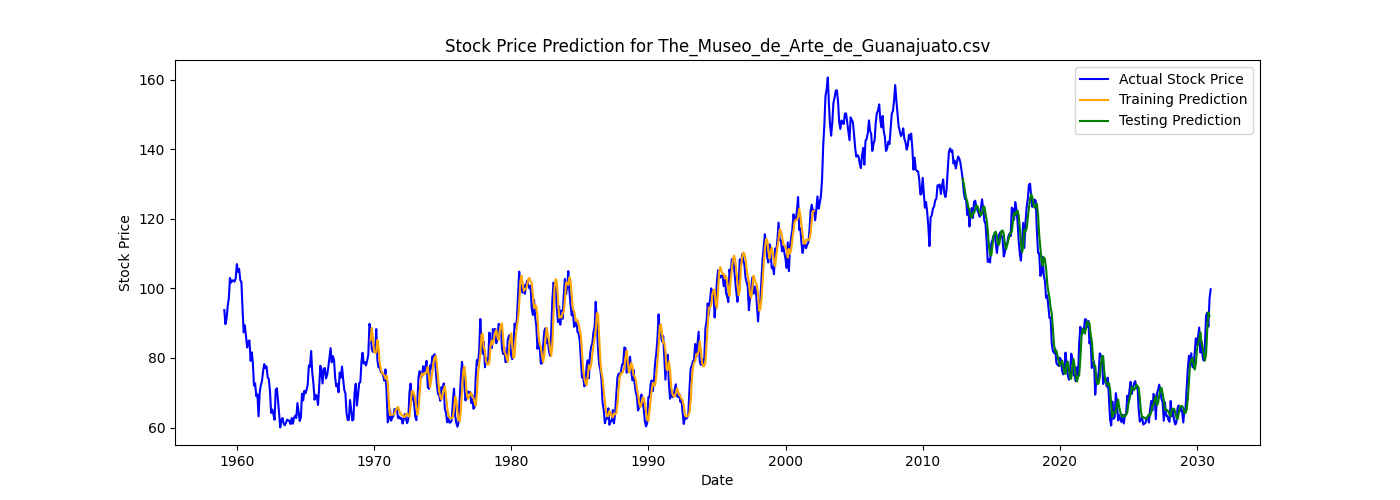 Stock Price Prediction for The_Museo_de_Arte_de_Guanajuato.csv
Actual Stock Price
Training Prediction
Testing Prediction
Stock Price
160
140
120
100
80
60
1960
1970
1980
1990
2000
2010
2020
2030
Date